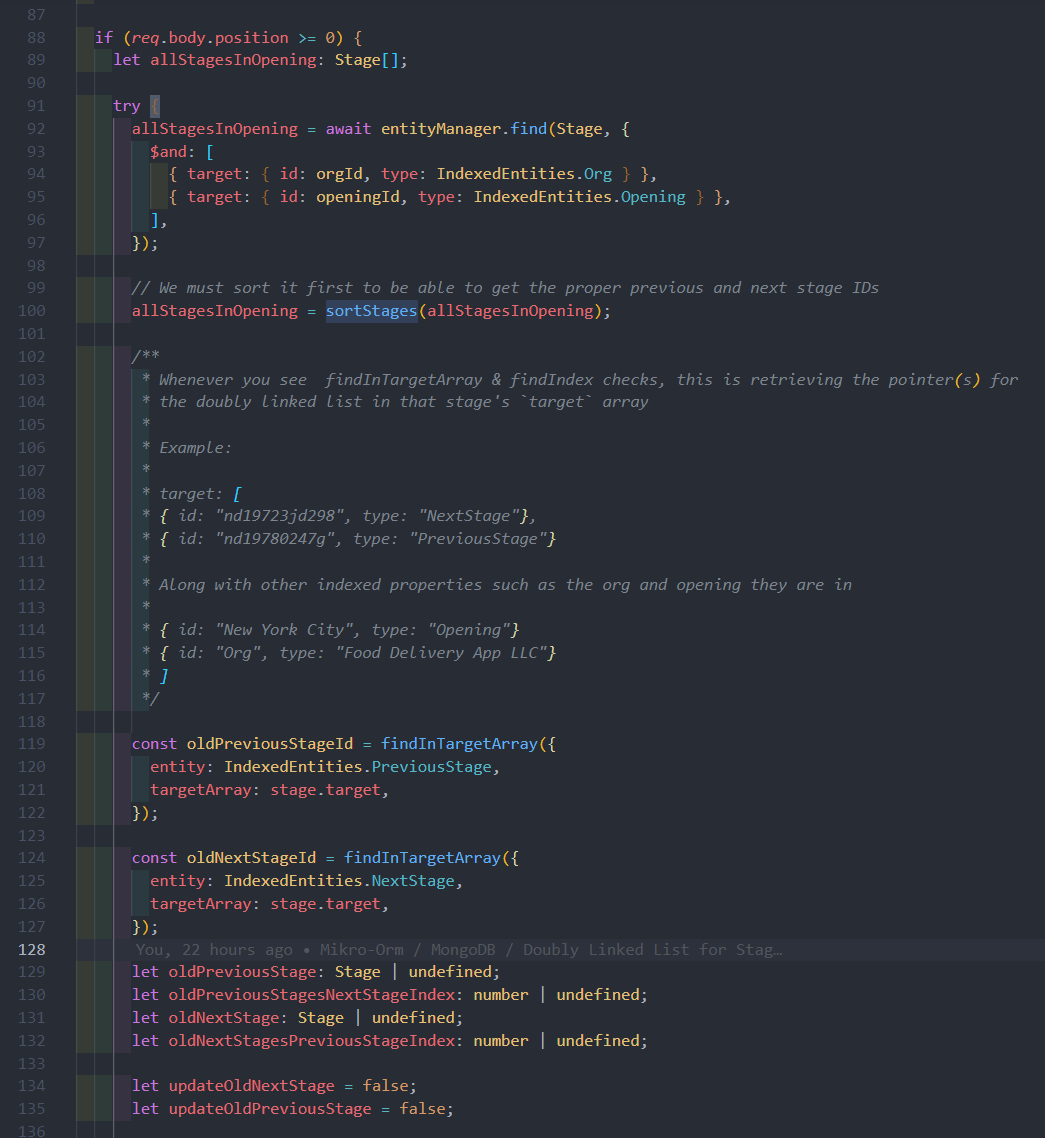 87
88 if (req.body.position >= 0) {
89 let allStagesInOpening: Stage[];
90
91 try {
92 allStagesInOpening = await entityManager.find(Stage, {
93 $and: [
94 { target: { id: orgId, type: IndexedEntities.Org } },
95 { target: { id: openingId, type: IndexedEntities.Opening } },
96 ],
97 });
98
99 // We must sort it first to be able to get the proper previous and next stage IDs
100 allStagesInOpening = sortStages(allStagesInOpening);
101
102 /**
103 * Whenever you see  findInTargetArray & findIndex checks, this is retrieving the pointer(s) for
104 * the doubly linked list in that stage's `target` array
105 *
106 * Example:
107 *
108 * target: [
109 * { id: "nd19723jd298", type: "NextStage"},
110 * { id: "nd19780247g", type: "PreviousStage"}
111 *
112 * Along with other indexed properties such as the org and opening they are in
113 *
114 * { id: "New York City", type: "Opening"}
115 * { id: "Org", type: "Food Delivery App LLC"}
116 * ]
117 */
118
119 const oldPreviousStageId = findInTargetArray({
120 entity: IndexedEntities.PreviousStage,
121 targetArray: stage.target,
122 });
123
124 const oldNextStageId = findInTargetArray({
125 entity: IndexedEntities.NextStage,
126 targetArray: stage.target,
127 });
128 You, 22 hours ago • Mikro-Orm / MongoDB / Doubly Linked List for Stag…
129 let oldPreviousStage: Stage | undefined;
130 let oldPreviousStagesNextStageIndex: number | undefined;
131 let oldNextStage: Stage | undefined;
132 let oldNextStagesPreviousStageIndex: number | undefined;
133
134 let updateOldNextStage = false;
135 let updateOldPreviousStage = false;
136